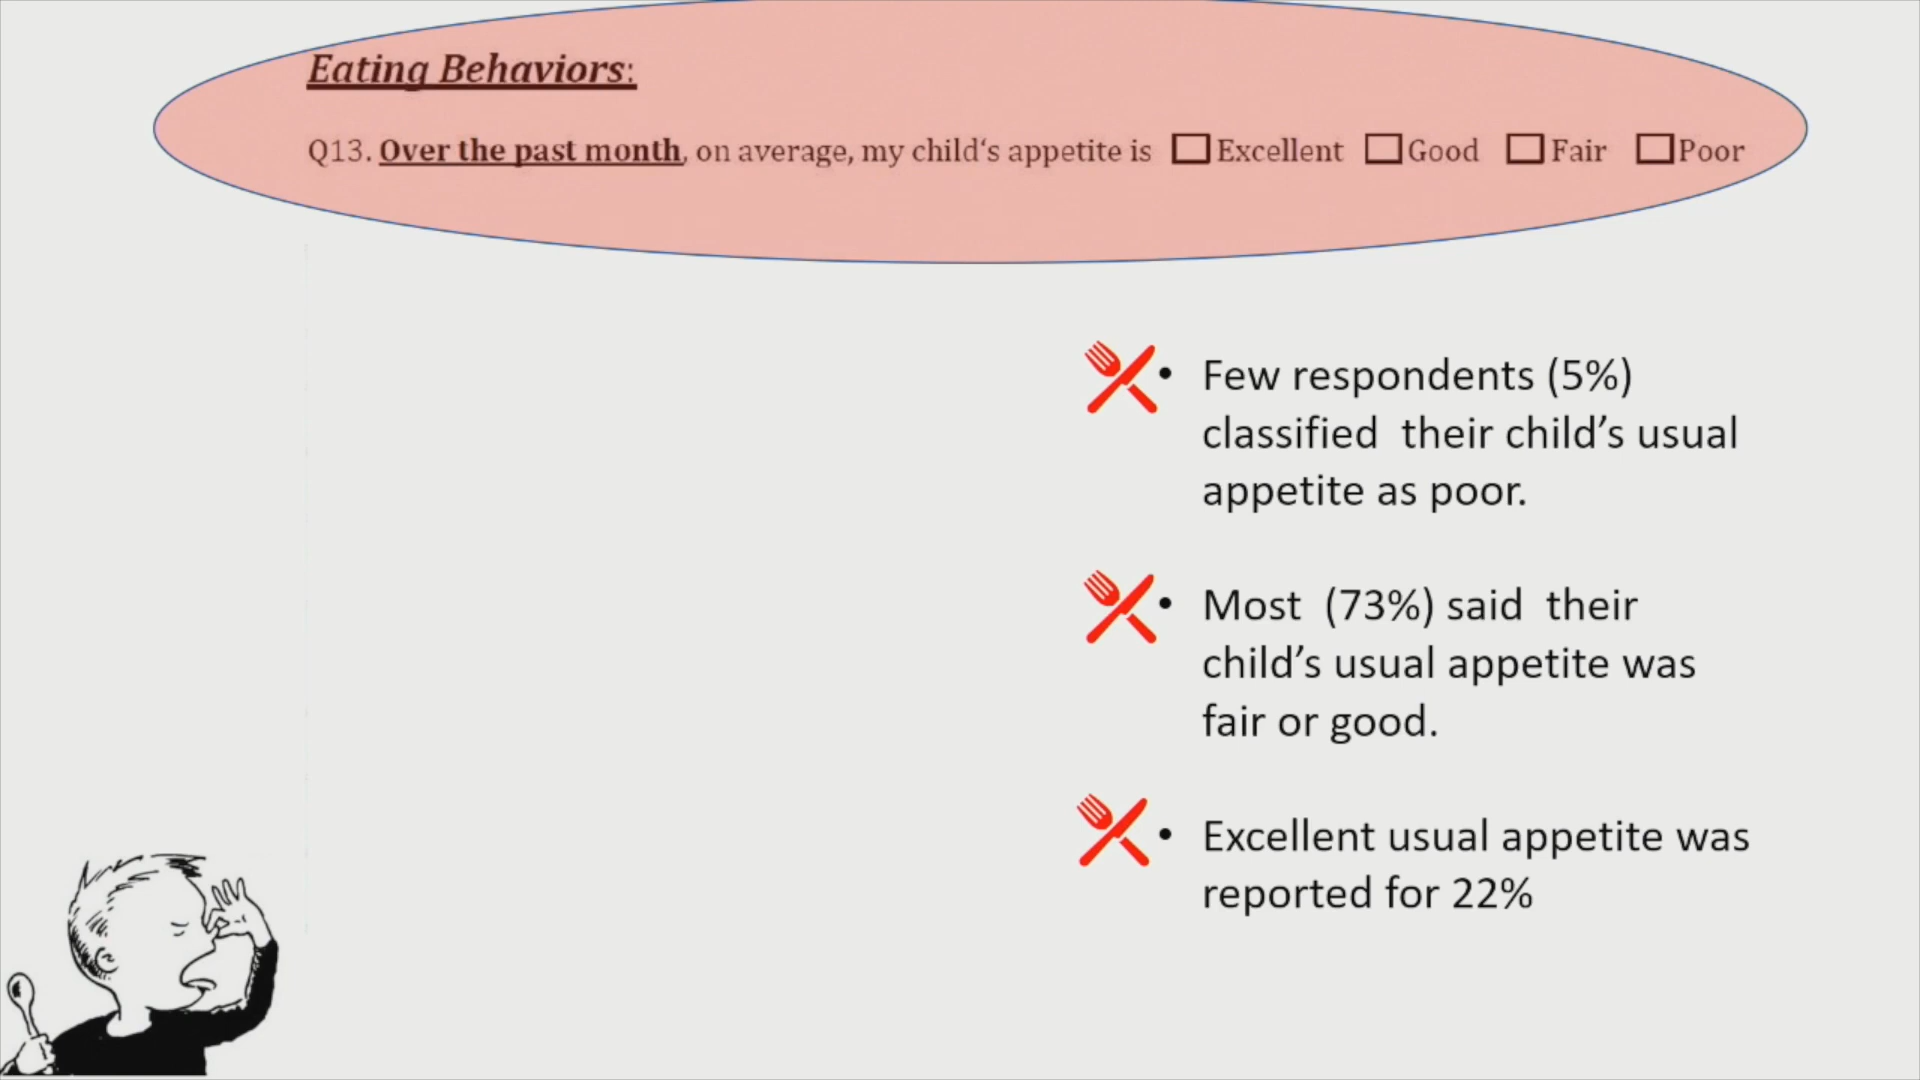 Eating Behaviors:
Q13. Over the past month, on average, my child‘s appetite is ☐ Excellent ☐ Good ☐ Fair ☐ Poor
• Few respondents (5%)
classified their child’s usual
appetite as poor.
• Most (73%) said their
child’s usual appetite was
fair or good.
• Excellent usual appetite was
reported for 22%